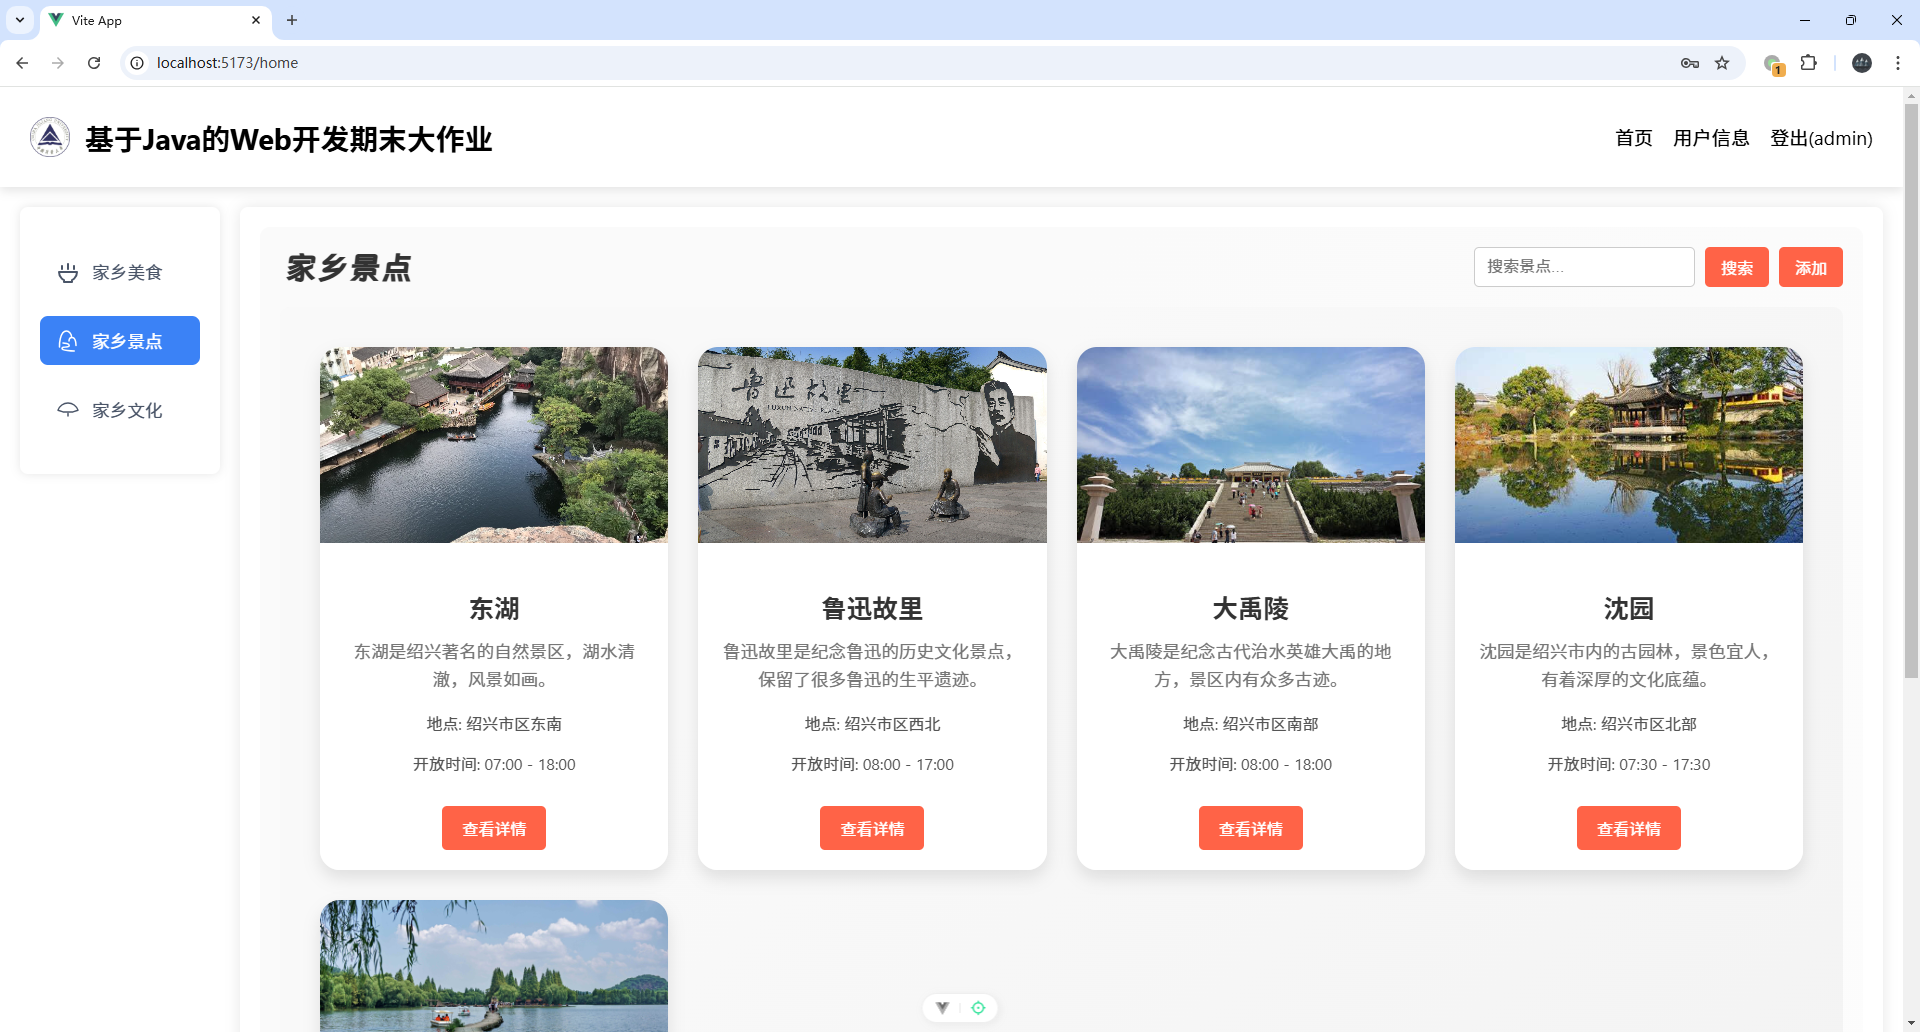 Vite App
localhost:5173/home
1
基于Java的Web开发期末大作业
首页 用户信息 登出(admin)
家乡美食
家乡景点
家乡文化
家乡景点
搜索景点...
搜索
添加
鲁迅故里
东湖
东湖是绍兴著名的自然景区，湖水清
澈，风景如画。
地点: 绍兴市区东南
开放时间: 07:00 - 18:00
查看详情
鲁迅故里
鲁迅故里是纪念鲁迅的历史文化景点，
保留了很多鲁迅的生平遗迹。
地点: 绍兴市区西北
开放时间: 08:00 - 17:00
查看详情
大禹陵
大禹陵是纪念古代治水英雄大禹的地
方，景区内有众多古迹。
地点: 绍兴市区南部
开放时间: 08:00 - 18:00
查看详情
沈园
沈园是绍兴市内的古园林，景色宜人，
有着深厚的文化底蕴。
地点: 绍兴市区北部
开放时间: 07:30 - 17:30
查看详情